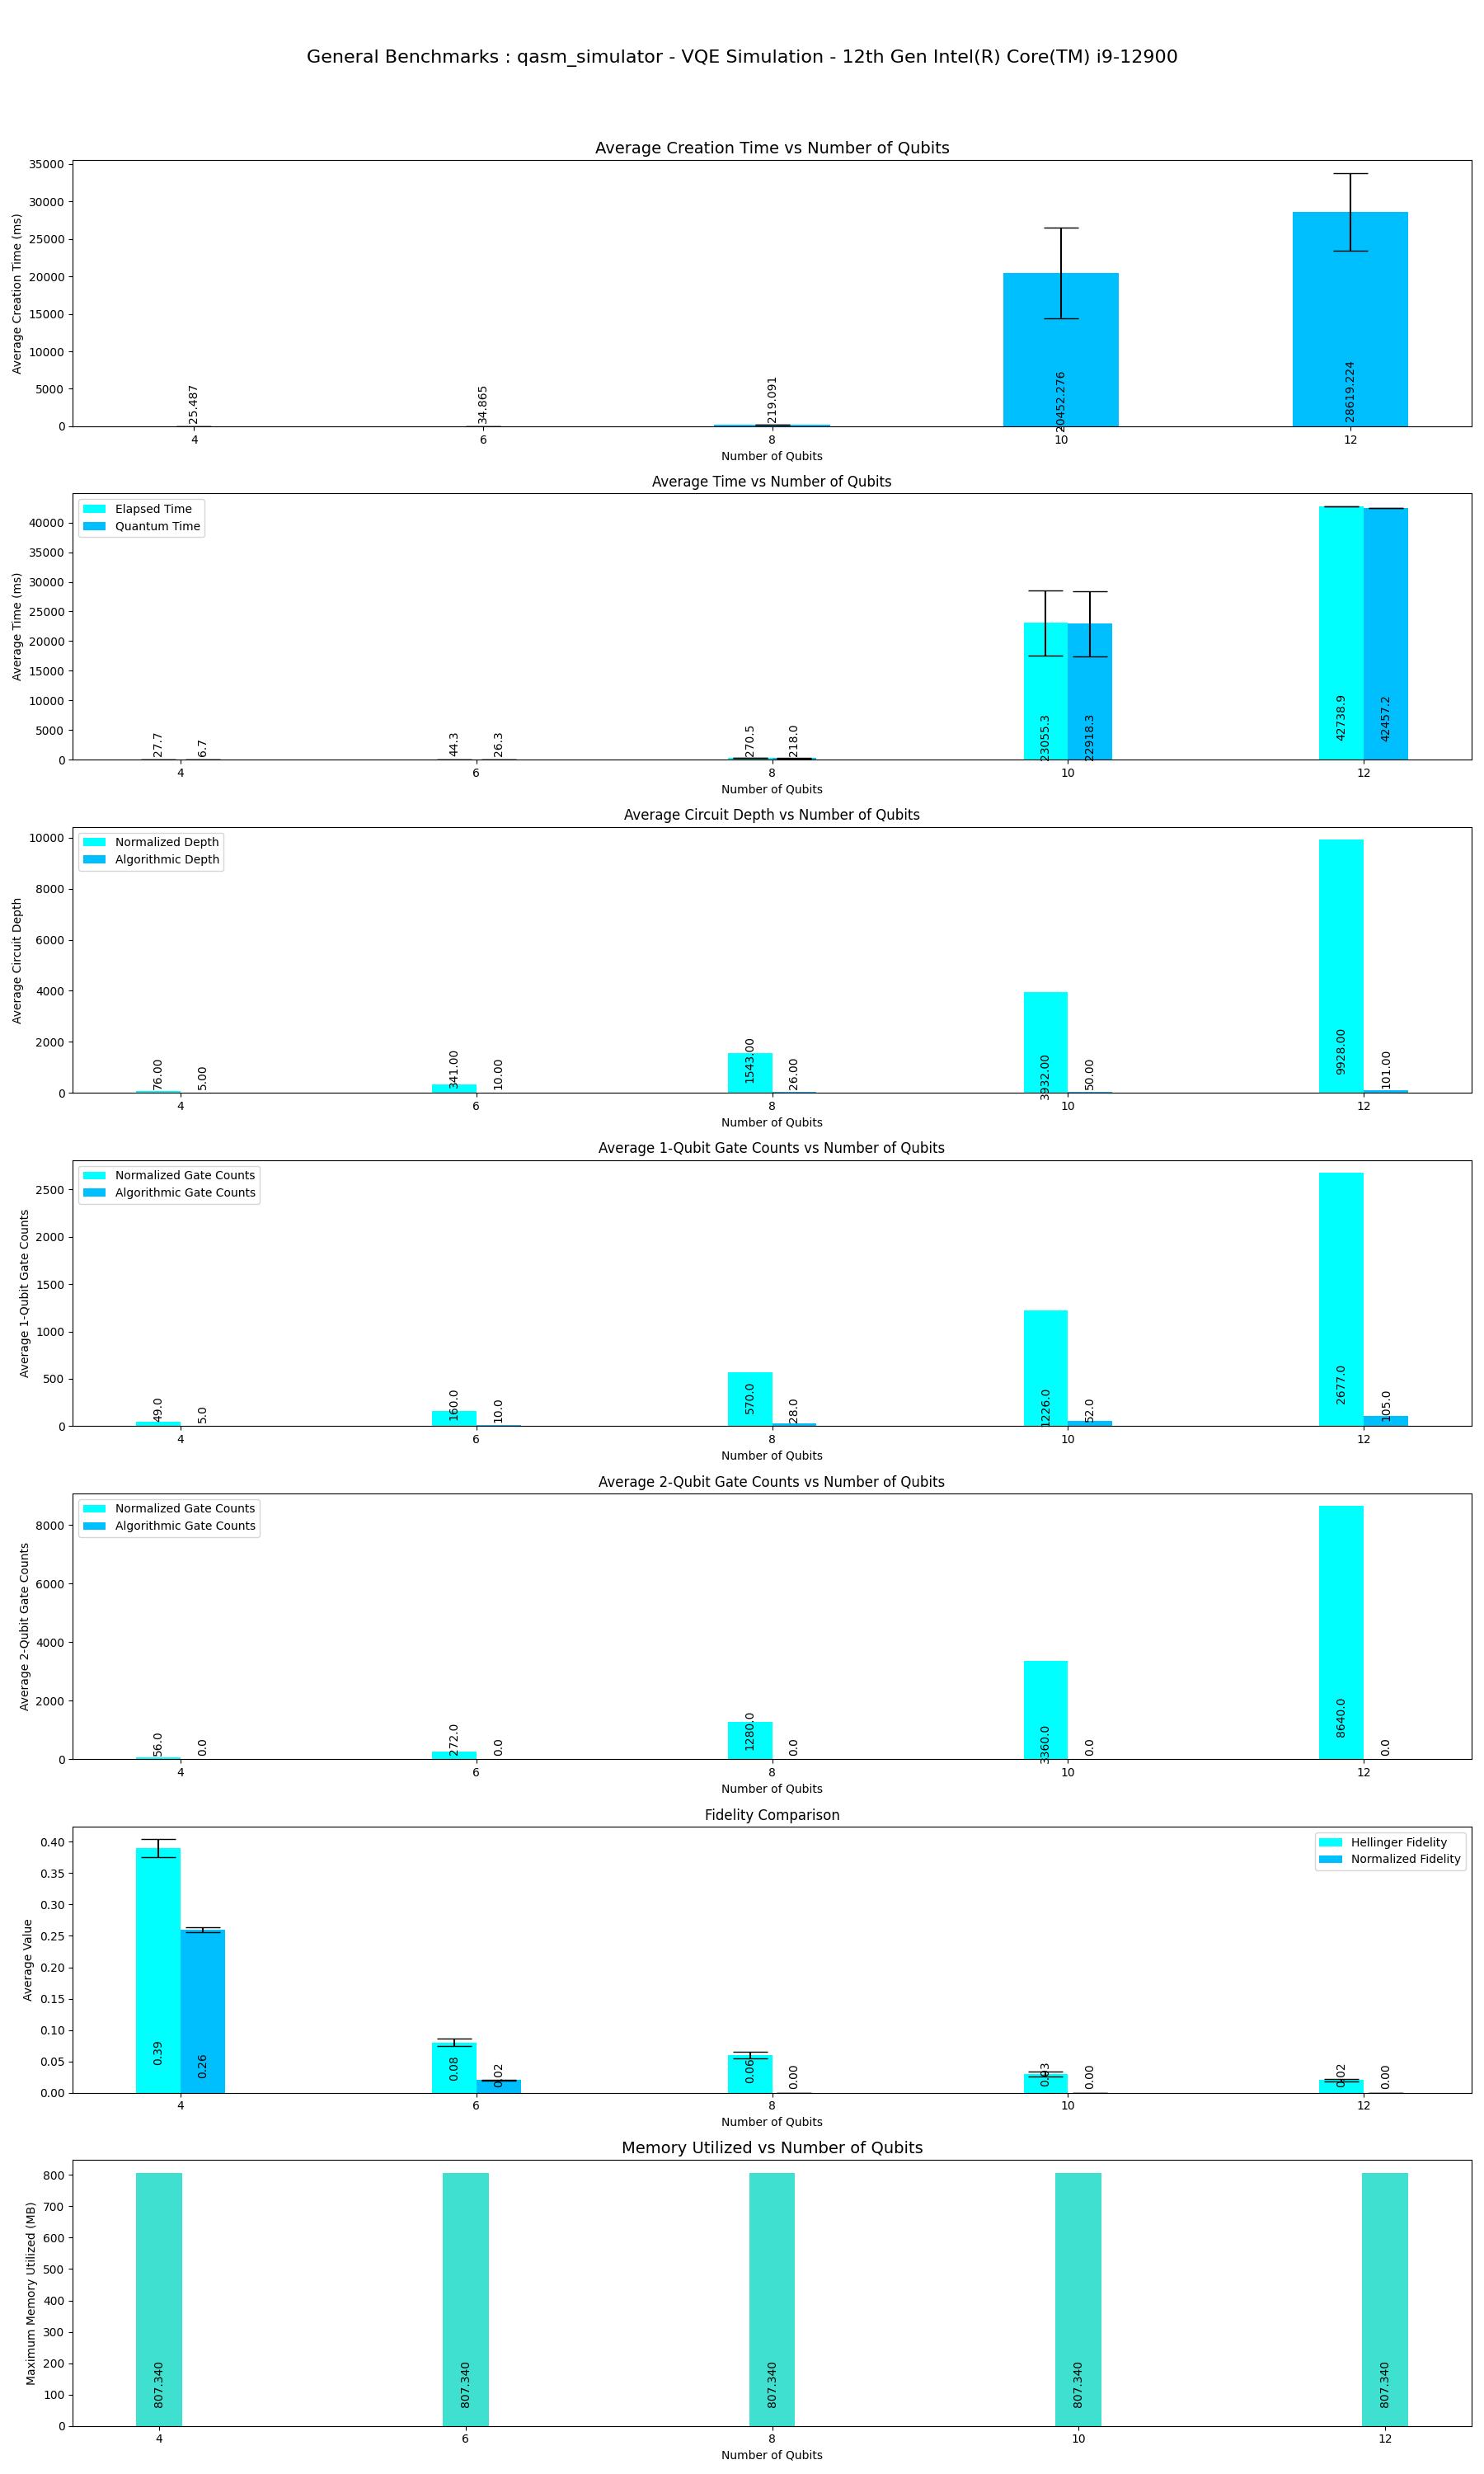 General Benchmarks : qasm_simulator - VQE Simulation - 12th Gen Intel(R) Core(TM) i9-12900
Average Creation Time vs Number of Qubits
Average Creation Time (ms)
35000
30000
25000
20000
15000
10000
5000
0
25.487
34.865
219.091
20452.276
28619.224
4 6 8 10 12
Number of Qubits
Average Time vs Number of Qubits
Elapsed Time
Quantum Time
Average Time (ms)
40000
35000
30000
25000
20000
15000
10000
5000
0
27.7 6.7
44.3 26.3
270.5 218.0
23055.3 22918.3
42738.9 42457.2
4 6 8 10 12
Number of Qubits
Average Circuit Depth vs Number of Qubits
Normalized Depth
Algorithmic Depth
Average Circuit Depth
10000
8000
6000
4000
2000
0
76.00 5.00
341.00 10.00
1543.00 26.00
3932.00 50.00
9928.00 101.00
4 6 8 10 12
Number of Qubits
Average 1-Qubit Gate Counts vs Number of Qubits
Normalized Gate Counts
Algorithmic Gate Counts
Average 1-Qubit Gate Counts
2500
2000
1500
1000
500
0
49.0 5.0
160.0 10.0
570.0 28.0
1226.0 52.0
2677.0 105.0
4 6 8 10 12
Number of Qubits
Average 2-Qubit Gate Counts vs Number of Qubits
Normalized Gate Counts
Algorithmic Gate Counts
Average 2-Qubit Gate Counts
8000
6000
4000
2000
0
56.0 0.0
272.0 0.0
1280.0 0.0
3360.0 0.0
8640.0 0.0
4 6 8 10 12
Number of Qubits
Fidelity Comparison
Hellinger Fidelity
Normalized Fidelity
Average Value
0.40
0.35
0.30
0.25
0.20
0.15
0.10
0.05
0.00
0.39 0.26
0.08 0.02
0.06 0.00
0.03 0.00
0.02 0.00
4 6 8 10 12
Number of Qubits
Memory Utilized vs Number of Qubits
Maximum Memory Utilized (MB)
800
700
600
500
400
300
200
100
0
807.340
807.340
807.340
807.340
807.340
4 6 8 10 12
Number of Qubits